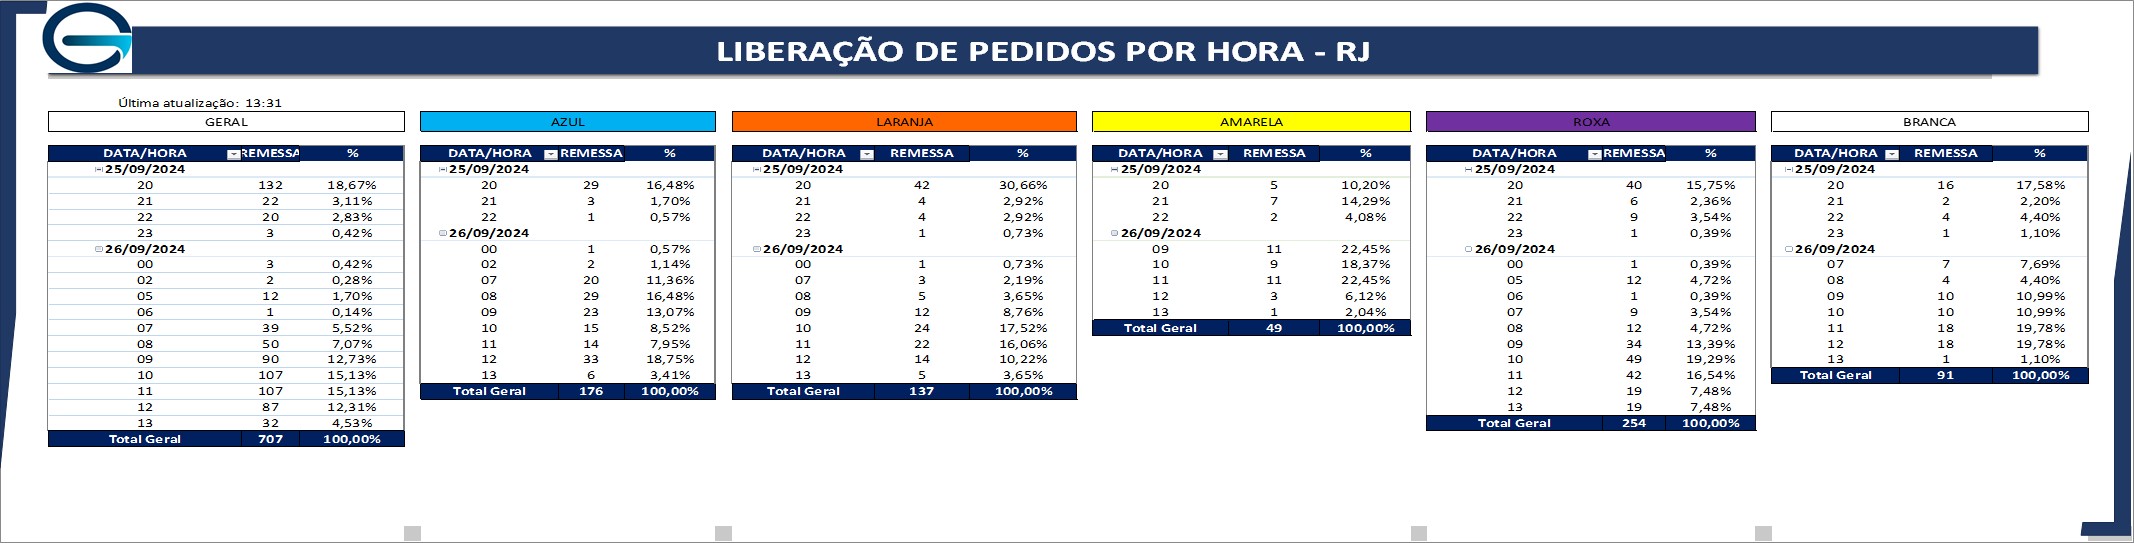 LIBERAÇÃO DE PEDIDOS POR HORA - RJ
Última atualização: 13:31
GERAL
DATA/HORA REMESSA %
25/09/2024
20 132 18,67%
21 22 3,11%
22 20 2,83%
23 3 0,42%
26/09/2024
00 3 0,42%
02 2 0,28%
05 12 1,70%
06 1 0,14%
07 39 5,52%
08 50 7,07%
09 90 12,73%
10 107 15,13%
11 107 15,13%
12 87 12,31%
13 32 4,53%
Total Geral 707 100,00%
AZUL
DATA/HORA REMESSA %
25/09/2024
20 29 16,48%
21 3 1,70%
22 1 0,57%
26/09/2024
00 1 0,57%
02 2 1,14%
07 20 11,36%
08 29 16,48%
09 23 13,07%
10 15 8,52%
11 14 7,95%
12 33 18,75%
13 6 3,41%
Total Geral 176 100,00%
LARANJA
DATA/HORA REMESSA %
25/09/2024
20 42 30,66%
21 4 2,92%
22 4 2,92%
23 1 0,73%
26/09/2024
00 1 0,73%
07 3 2,19%
08 5 3,65%
09 12 8,76%
10 24 17,52%
11 22 16,06%
12 14 10,22%
13 5 3,65%
Total Geral 137 100,00%
AMARELA
DATA/HORA REMESSA %
25/09/2024
20 5 10,20%
21 7 14,29%
22 2 4,08%
26/09/2024
09 11 22,45%
10 9 18,37%
11 11 22,45%
12 3 6,12%
13 1 2,04%
Total Geral 49 100,00%
ROXA
DATA/HORA REMESSA %
25/09/2024
20 40 15,75%
21 6 2,36%
22 9 3,54%
23 1 0,39%
26/09/2024
00 1 0,39%
05 12 4,72%
06 1 0,39%
07 9 3,54%
08 12 4,72%
09 34 13,39%
10 49 19,29%
11 42 16,54%
12 19 7,48%
13 19 7,48%
Total Geral 254 100,00%
BRANCA
DATA/HORA REMESSA %
25/09/2024
20 16 17,58%
21 2 2,20%
22 4 4,40%
23 1 1,10%
26/09/2024
07 7 7,69%
08 4 4,40%
09 10 10,99%
10 10 10,99%
11 18 19,78%
12 18 19,78%
13 1 1,10%
Total Geral 91 100,00%